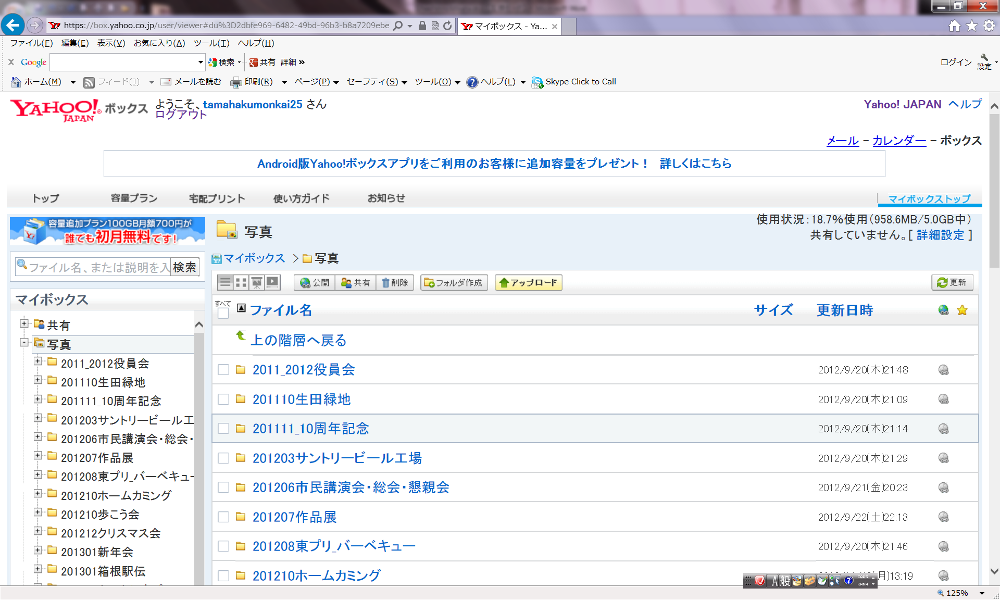 https://box.yahoo.co.jp/user/viewer#du%3D2dbfe969-6482-49bd-96b3-b8a7209ebe
マイボックス - Ya...
ファイル(F) 編集(E) 表示(V) お気に入り(A) ツール(T) ヘルプ(H)
x Google 検索 共有 詳細 »
ログイン 設定
ホーム(M) フィード(J) メールを読む 印刷(R) ページ(P) セーフティ(S) ツール(O) ヘルプ(L) Skype Click to Call
YAHOO! JAPAN ボックス ようこそ、tamahakumonkai25 さん
ログアウト
Yahoo! JAPAN ヘルプ
メール - カレンダー - ボックス
Android版Yahoo!ボックスアプリをご利用のお客様に追加容量をプレゼント! 詳しくはこちら
トップ 容量プラン 宅配プリント 使い方ガイド お知らせ マイボックストップ
容量追加プラン100GB月額700円が
誰でも初月無料です!
写真
使用状況:18.7%使用(958.6MB/5.0GB中)
共有していません。[ 詳細設定 ]
マイボックス > 写真
ファイル名、または説明を入 検索
公開 共有 削除 フォルダ作成 アップロード 更新
マイボックス
共有
写真
2011_2012役員会
201110生田緑地
201111_10周年記念
201203サントリービール工
201206市民講演会・総会・
201207作品展
201208東プリ_バーベキュー
201210ホームカミング
201210歩こう会
201212クリスマス会
201301新年会
201301箱根駅伝
すべて ファイル名 サイズ 更新日時
上の階層へ戻る
2011_2012役員会 2012/9/20(木)21:48
201110生田緑地 2012/9/20(木)21:09
201111_10周年記念 2012/9/20(木)21:14
201203サントリービール工場 2012/9/20(木)21:29
201206市民講演会・総会・懇親会 2012/9/21(金)20:23
201207作品展 2012/9/22(土)22:13
201208東プリ_バーベキュー 2012/9/20(木)21:46
201210ホームカミング 月)13:19
A 般 CAPS KANA
125%